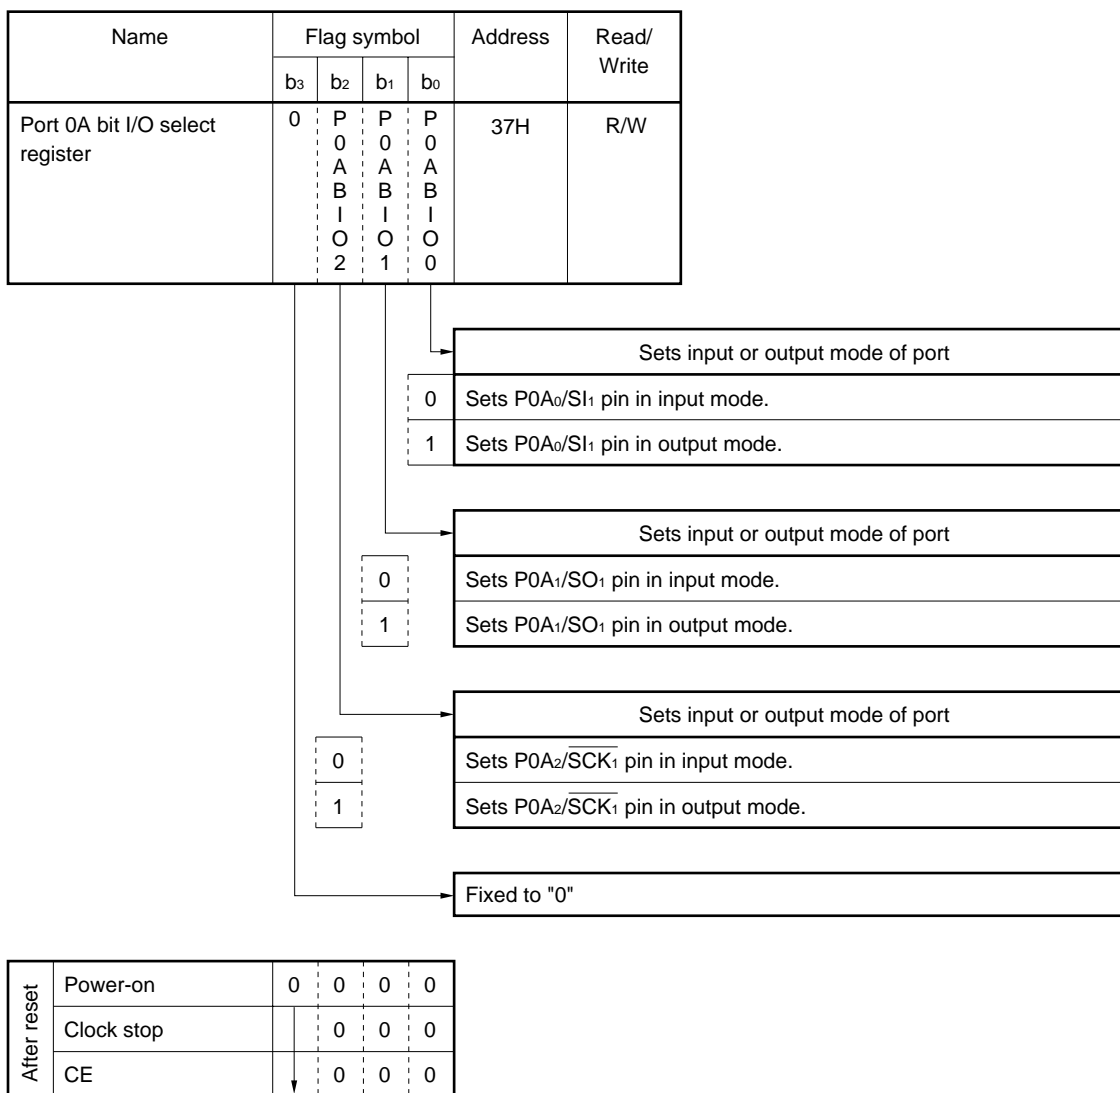 Name Flag symbol Address Read/
Write
b3 b2 b1 b0
Port 0A bit I/O select
register
0 P0ABIO2 P0ABIO1 P0ABIO0 37H R/W
Sets input or output mode of port
0 Sets P0A0/SI1 pin in input mode.
1 Sets P0A0/SI1 pin in output mode.
Sets input or output mode of port
0 Sets P0A1/SO1 pin in input mode.
1 Sets P0A1/SO1 pin in output mode.
Sets input or output mode of port
0 Sets P0A2/S̅C̅K̅1̅ pin in input mode.
1 Sets P0A2/S̅C̅K̅1̅ pin in output mode.
Fixed to "0"
After reset
Power-on 0 0 0 0
Clock stop 0 0 0
CE 0 0 0